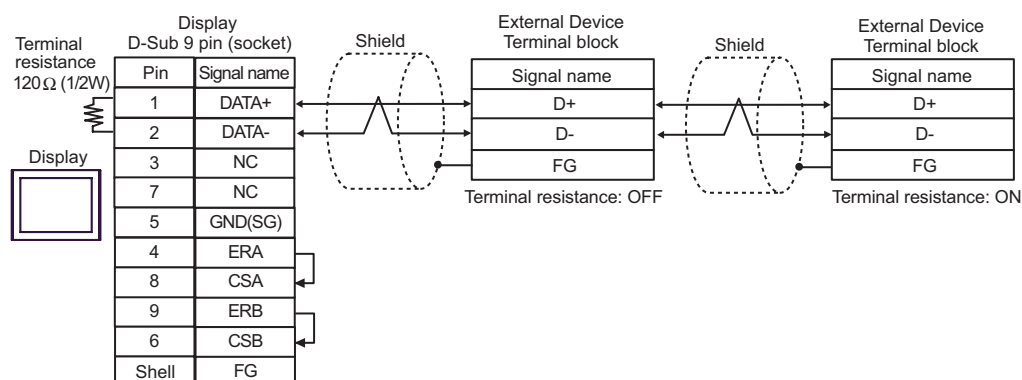 Display
D-Sub 9 pin (socket)
Terminal
resistance
120Ω (1/2W)
Display
Pin Signal name
1 DATA+
2 DATA-
3 NC
7 NC
5 GND(SG)
4 ERA
8 CSA
9 ERB
6 CSB
Shell FG
Shield
External Device
Terminal block
Signal name
D+
D-
FG
Terminal resistance: OFF
Shield
External Device
Terminal block
Signal name
D+
D-
FG
Terminal resistance: ON